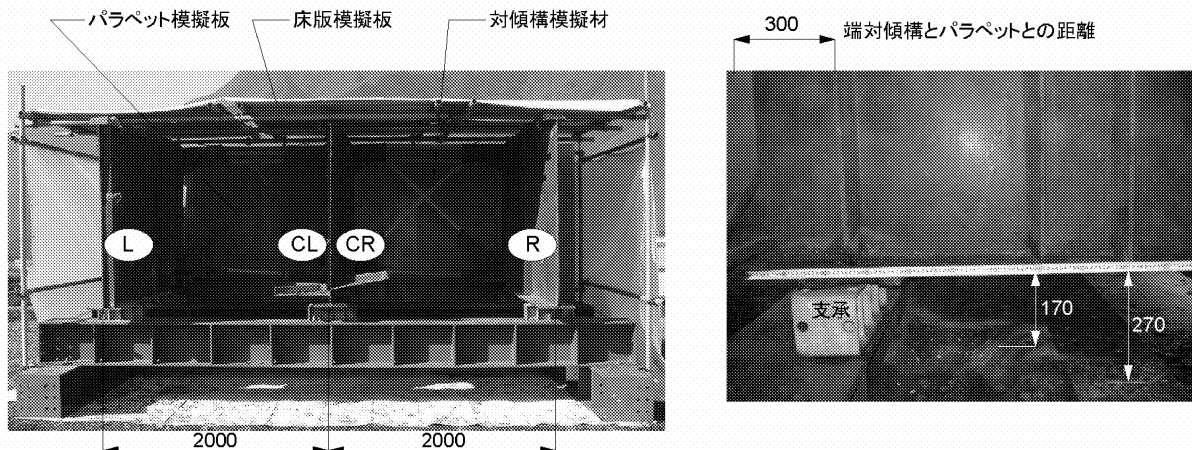 パラペット模擬板
床版模擬板
対傾構模擬材
L
CL
CR
R
2000
2000
300
端対傾構とパラペットとの距離
支承
170
270